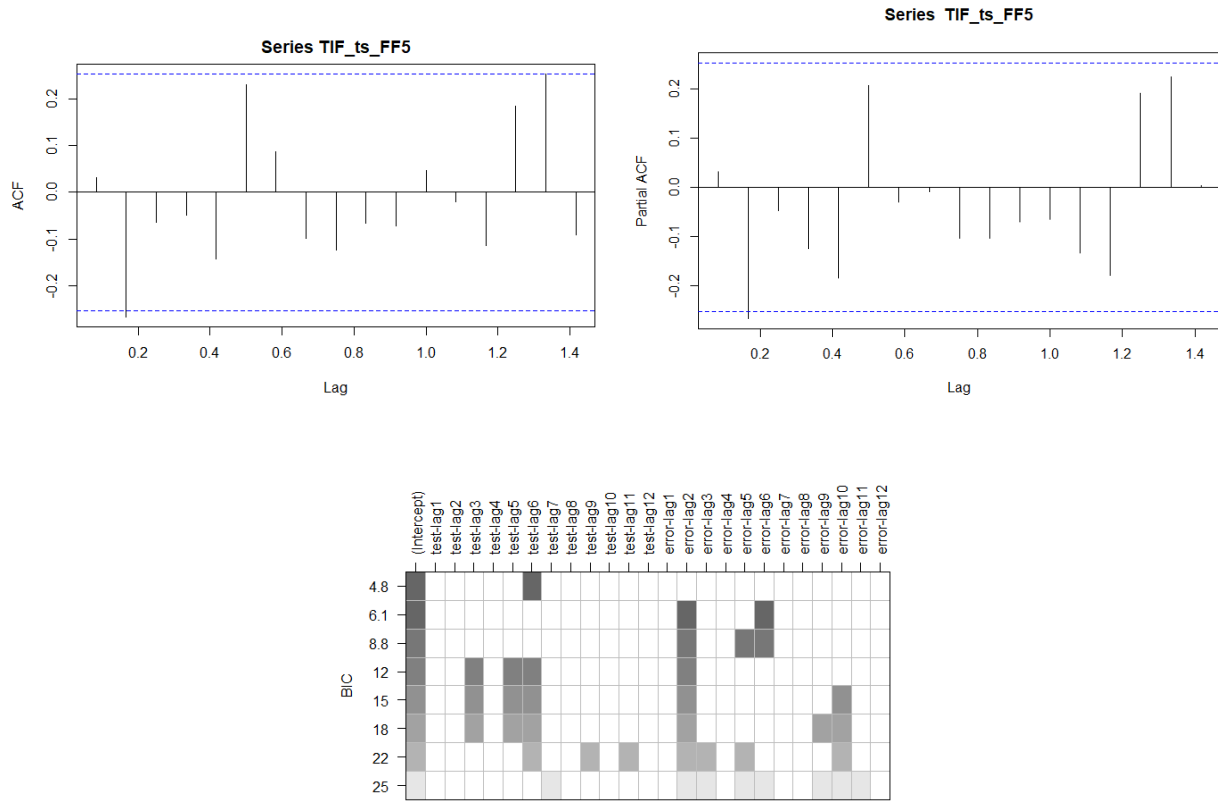 Series TIF_ts_FF5
ACF
0.2
0.1
0.0
-0.1
-0.2
0.2 0.4 0.6 0.8 1.0 1.2 1.4
Lag
Series TIF_ts_FF5
Partial ACF
0.2
0.1
0.0
-0.1
-0.2
0.2 0.4 0.6 0.8 1.0 1.2 1.4
Lag
(Intercept)
test-lag1
test-lag2
test-lag3
test-lag4
test-lag5
test-lag6
test-lag7
test-lag8
test-lag9
test-lag10
test-lag11
test-lag12
error-lag1
error-lag2
error-lag3
error-lag4
error-lag5
error-lag6
error-lag7
error-lag8
error-lag9
error-lag10
error-lag11
error-lag12
BIC
4.8
6.1
8.8
12
15
18
22
25